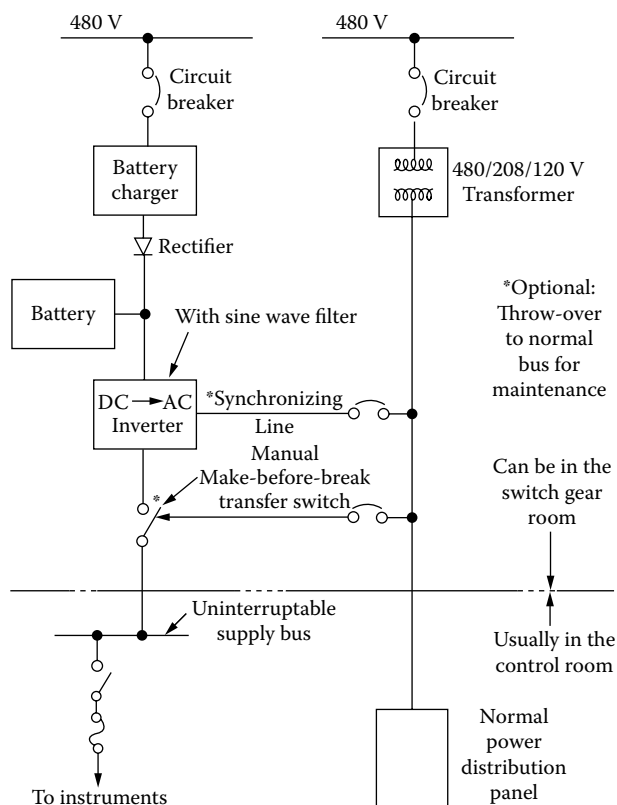 480 V
480 V
Circuit
breaker
Circuit
breaker
Battery
charger
480/208/120 V
Transformer
Rectifier
Battery
With sine wave filter
*Optional:
Throw-over
to normal
bus for
maintenance
DC AC
Inverter
*Synchronizing
Line
Manual
Make-before-break
transfer switch
*
Can be in the
switch gear
room
Uninterruptable
supply bus
Usually in the
control room
Normal
power
distribution
panel
To instruments